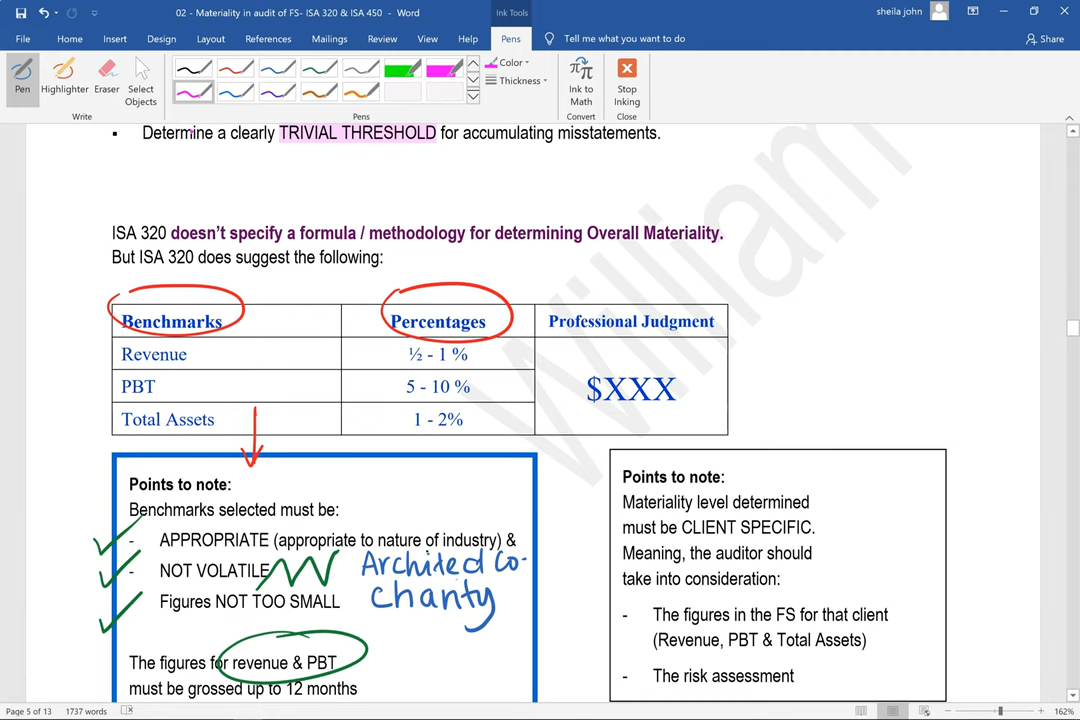 02 - Materiality in audit of FS- ISA 320 & ISA 450 - Word
Ink Tools
sheila john
File Home Insert Design Layout References Mailings Review View Help Pens Tell me what you want to do Share
Pen Highlighter Eraser Select Objects
Color
Thickness
Ink to Math
Stop Inking
Write Pens Convert Close
▪ Determine a clearly TRIVIAL THRESHOLD for accumulating misstatements.
ISA 320 doesn't specify a formula / methodology for determining Overall Materiality.
But ISA 320 does suggest the following:
Benchmarks Percentages Professional Judgment
Revenue ½ - 1 %
PBT 5 - 10 %
$XXX
Total Assets 1 - 2%
Points to note:
Benchmarks selected must be:
- APPROPRIATE (appropriate to nature of industry) &
- NOT VOLATILE
Architect Co.
- Figures NOT TOO SMALL
Charity
The figures for revenue & PBT
must be grossed up to 12 months
Points to note:
Materiality level determined
must be CLIENT SPECIFIC.
Meaning, the auditor should
take into consideration:
- The figures in the FS for that client
(Revenue, PBT & Total Assets)
- The risk assessment
William
Page 5 of 13 1737 words 162%